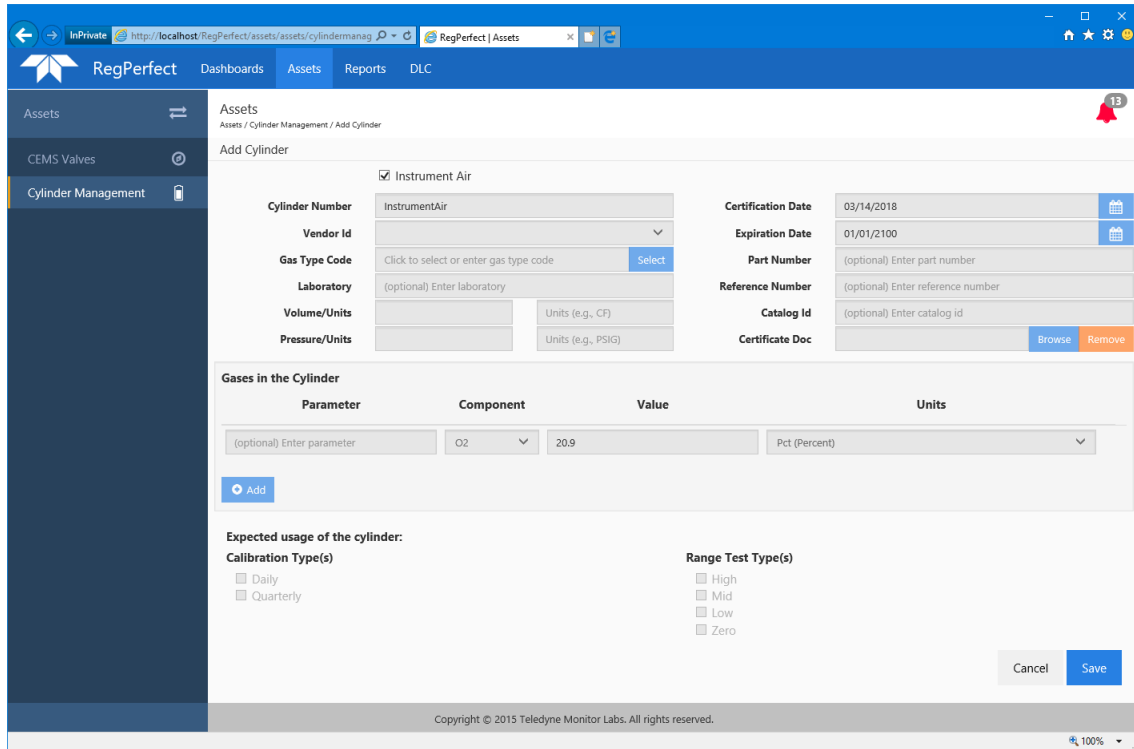 InPrivate http://localhost/RegPerfect/assets/assets/cylindermanag RegPerfect | Assets
RegPerfect Dashboards Assets Reports DLC
Assets
CEMS Valves
Cylinder Management
Assets
Assets / Cylinder Management / Add Cylinder
13
Add Cylinder
Instrument Air
Cylinder Number InstrumentAir Certification Date 03/14/2018
Vendor Id Expiration Date 01/01/2100
Gas Type Code Click to select or enter gas type code Select Part Number (optional) Enter part number
Laboratory (optional) Enter laboratory Reference Number (optional) Enter reference number
Volume/Units Units (e.g., CF) Catalog Id (optional) Enter catalog id
Pressure/Units Units (e.g., PSIG) Certificate Doc Browse Remove
Gases in the Cylinder
Parameter Component Value Units
(optional) Enter parameter O2 20.9 Pct (Percent)
Add
Expected usage of the cylinder:
Calibration Type(s) Range Test Type(s)
Daily High
Quarterly Mid
Low
Zero
Cancel Save
Copyright © 2015 Teledyne Monitor Labs. All rights reserved.
100%